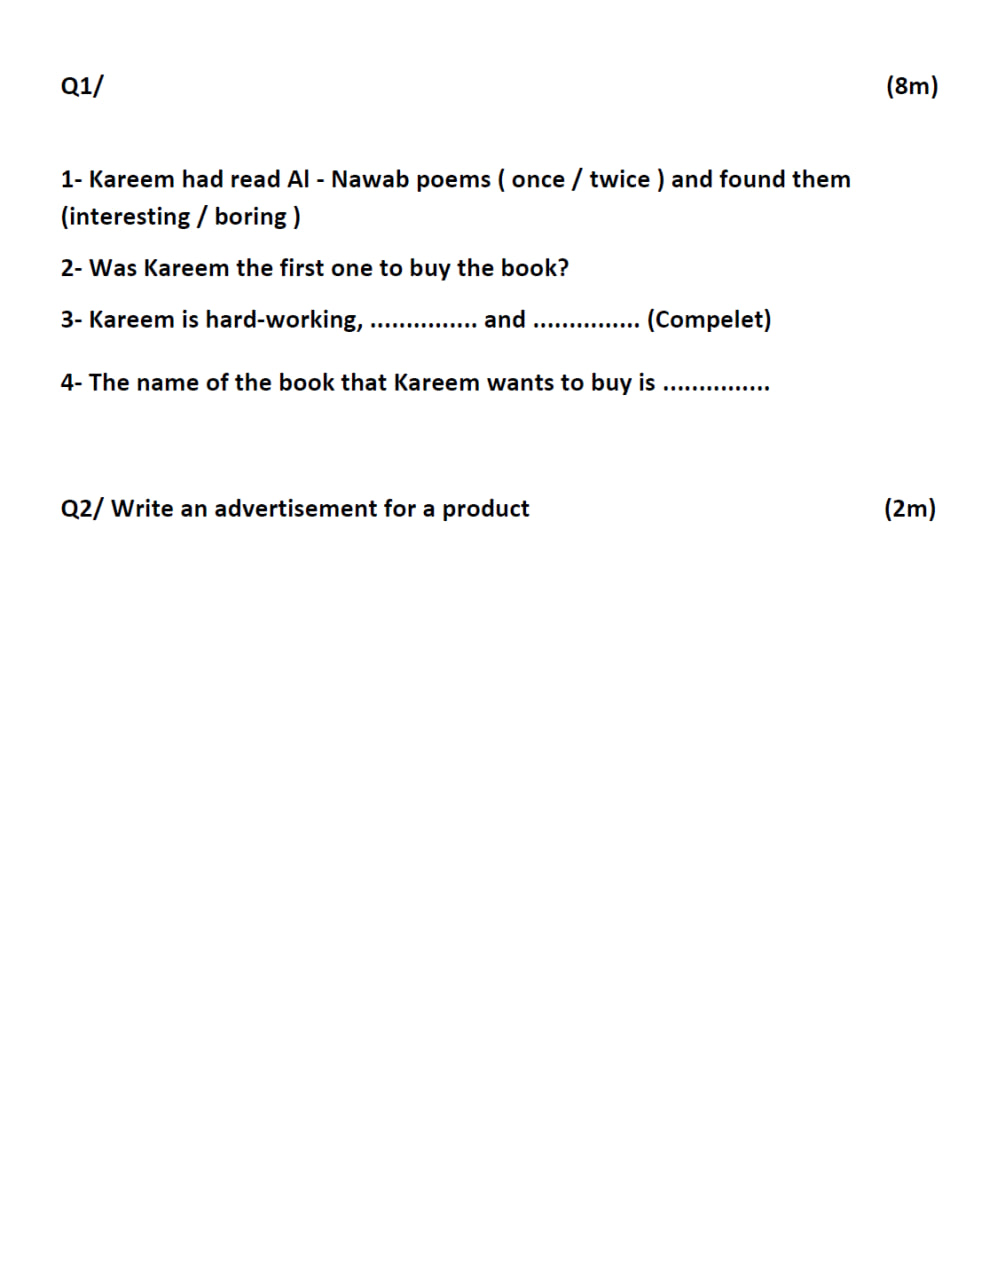 Q1/ (8m)
1- Kareem had read Al - Nawab poems ( once / twice ) and found them
(interesting / boring )
2- Was Kareem the first one to buy the book?
3- Kareem is hard-working, ............... and ............... (Compelet)
4- The name of the book that Kareem wants to buy is ...............
Q2/ Write an advertisement for a product (2m)